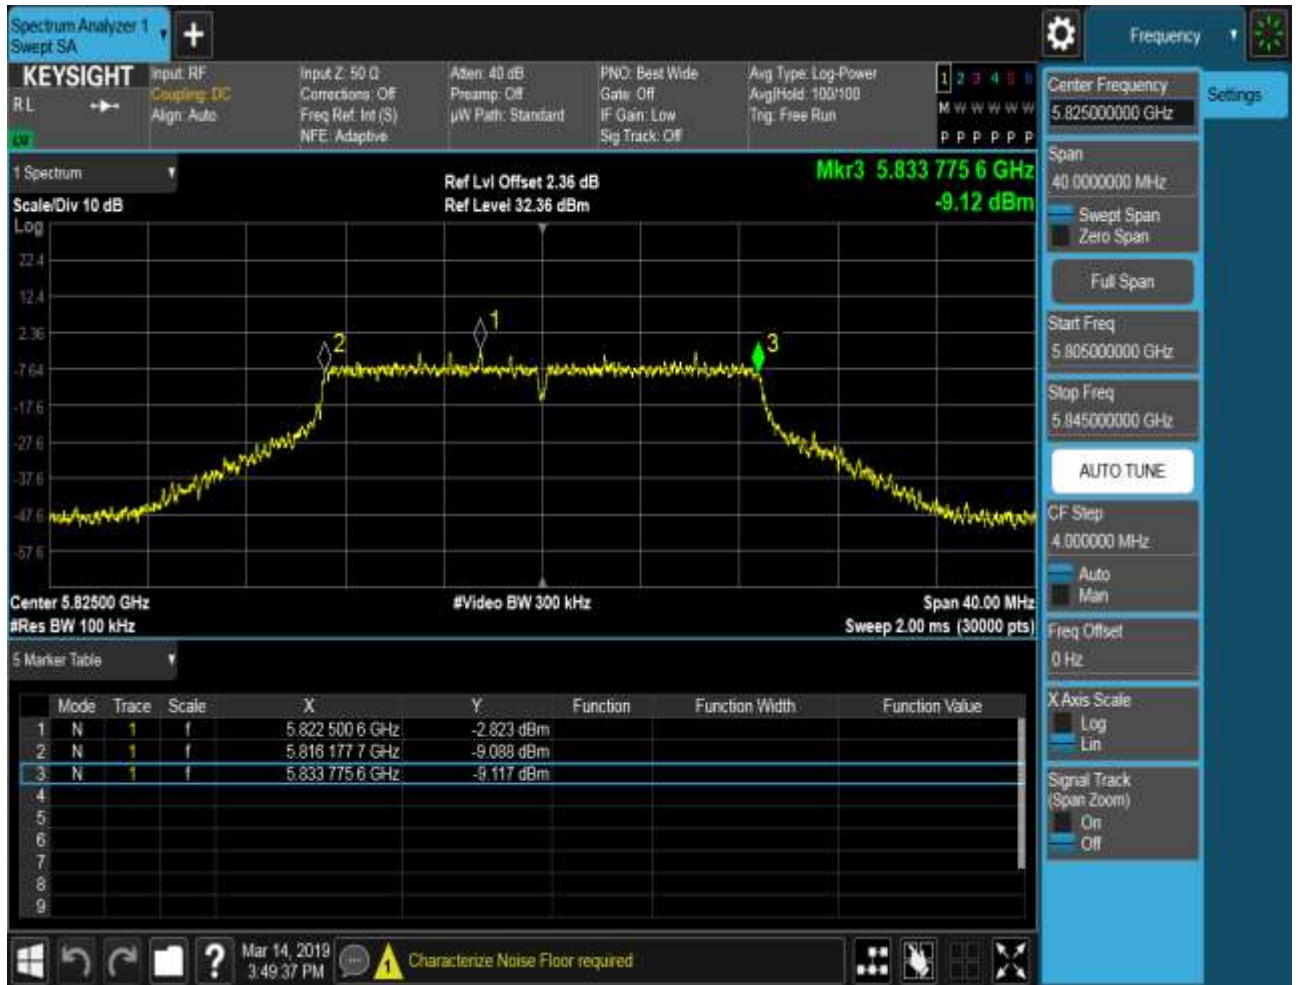 Spectrum Analyzer 1
Swept SA
+
Frequency
KEYSIGHT
RL
Input: RF
Coupling: DC
Align: Auto
Input Z: 50 Ω
Corrections: Off
Freq Ref: Int (S)
NFE: Adaptive
Atten: 40 dB
Preamp: Off
µW Path: Standard
PNO: Best Wide
Gate: Off
IF Gain: Low
Sig Track: Off
Avg Type: Log-Power
Avg|Hold: 100/100
Trig: Free Run
1 2 3 4 5 6
M W W W W W
P P P P P P
1 Spectrum
Scale/Div 10 dB
Ref Lvl Offset 2.36 dB
Ref Level 32.36 dBm
Mkr3 5.833 775 6 GHz
-9.12 dBm
Log
22.4
12.4
2.36
-7.64
-17.6
-27.6
-37.6
-47.6
-57.6
1
2
3
Center 5.82500 GHz
#Res BW 100 kHz
#Video BW 300 kHz
Span 40.00 MHz
Sweep 2.00 ms (30000 pts)
5 Marker Table
Mode Trace Scale X Y Function Function Width Function Value
1 N 1 f 5.822 500 6 GHz -2.823 dBm
2 N 1 f 5.816 177 7 GHz -9.088 dBm
3 N 1 f 5.833 775 6 GHz -9.117 dBm
4
5
6
7
8
9
Mar 14, 2019
3:49:37 PM
?
1
Characterize Noise Floor required
Center Frequency
5.825000000 GHz
Settings
Span
40.0000000 MHz
Swept Span
Zero Span
Full Span
Start Freq
5.805000000 GHz
Stop Freq
5.845000000 GHz
AUTO TUNE
CF Step
4.000000 MHz
Auto
Man
Freq Offset
0 Hz
X Axis Scale
Log
Lin
Signal Track
(Span Zoom)
On
Off